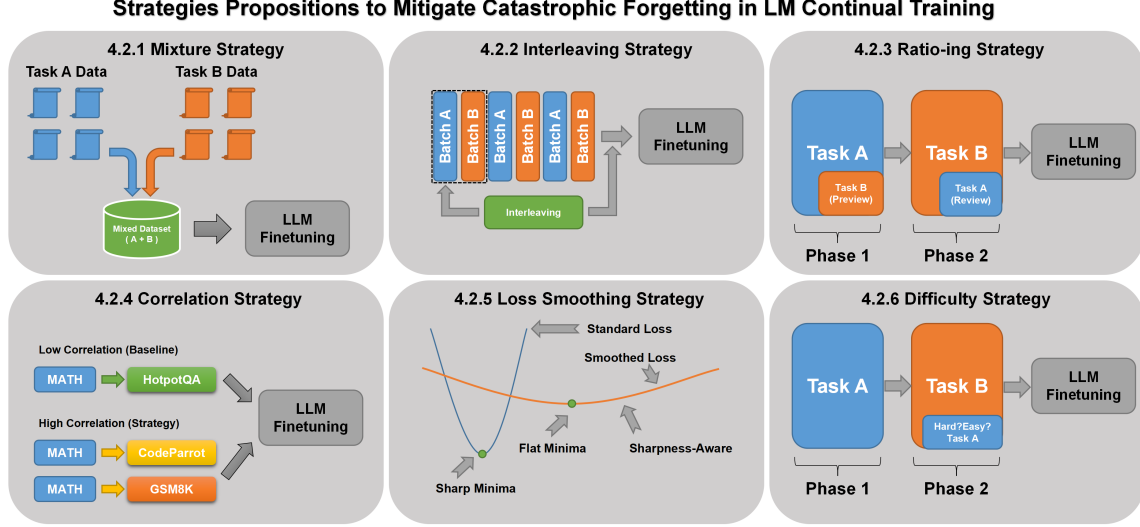 Strategies Propositions to Mitigate Catastrophic Forgetting in LM Continual Training
4.2.1 Mixture Strategy
Task A Data
Task B Data
Mixed Dataset
( A + B )
LLM
Finetuning
4.2.2 Interleaving Strategy
Batch A
Batch B
Batch A
Batch B
Batch A
Batch B
Interleaving
LLM
Finetuning
4.2.3 Ratio-ing Strategy
Task A
Task B
(Preview)
Task B
Task A
(Review)
LLM
Finetuning
Phase 1
Phase 2
4.2.4 Correlation Strategy
Low Correlation (Baseline)
MATH
HotpotQA
High Correlation (Strategy)
MATH
CodeParrot
MATH
GSM8K
LLM
Finetuning
4.2.5 Loss Smoothing Strategy
Standard Loss
Smoothed Loss
Flat Minima
Sharpness-Aware
Sharp Minima
4.2.6 Difficulty Strategy
Task A
Task B
Hard?Easy?
Task A
LLM
Finetuning
Phase 1
Phase 2